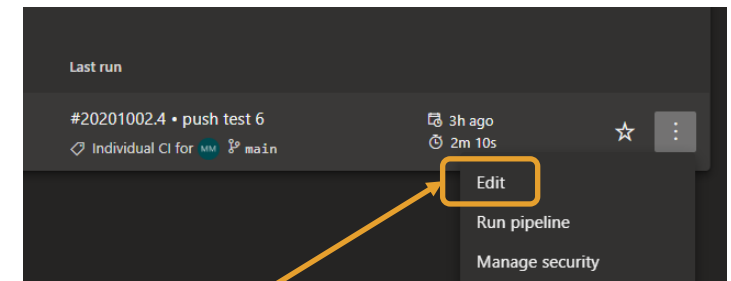 Last run
#20201002.4 • push test 6
3h ago
Individual CI for MM main
2m 10s
Edit
Run pipeline
Manage security